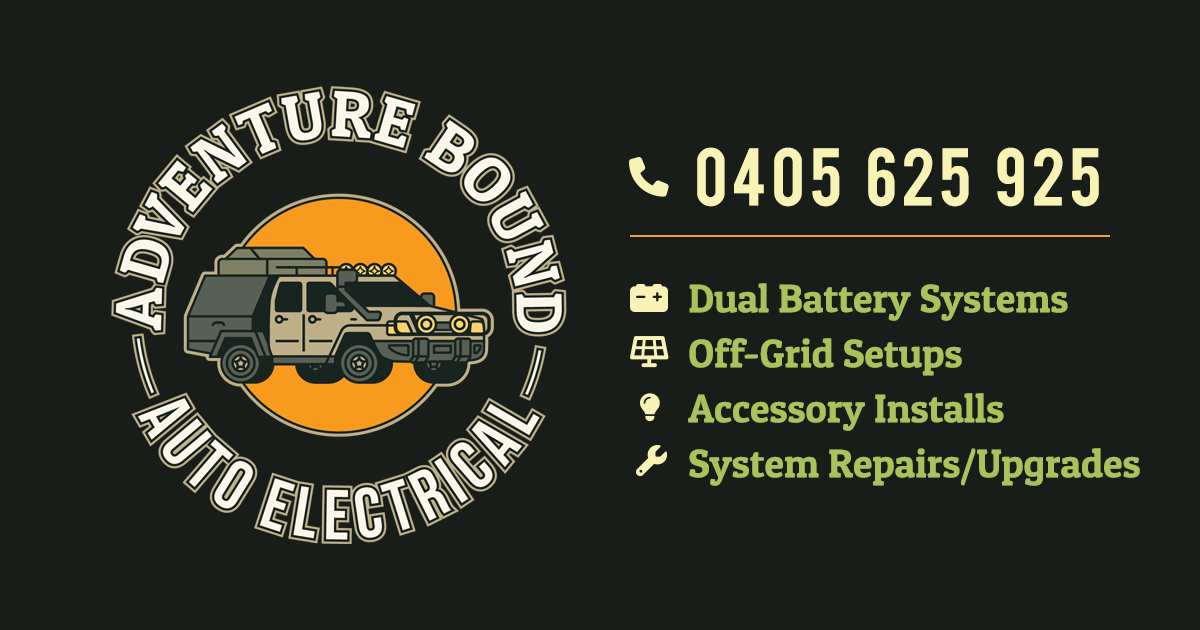 ADVENTURE BOUND
AUTO ELECTRICAL
0405 625 925
Dual Battery Systems
Off-Grid Setups
Accessory Installs
System Repairs/Upgrades